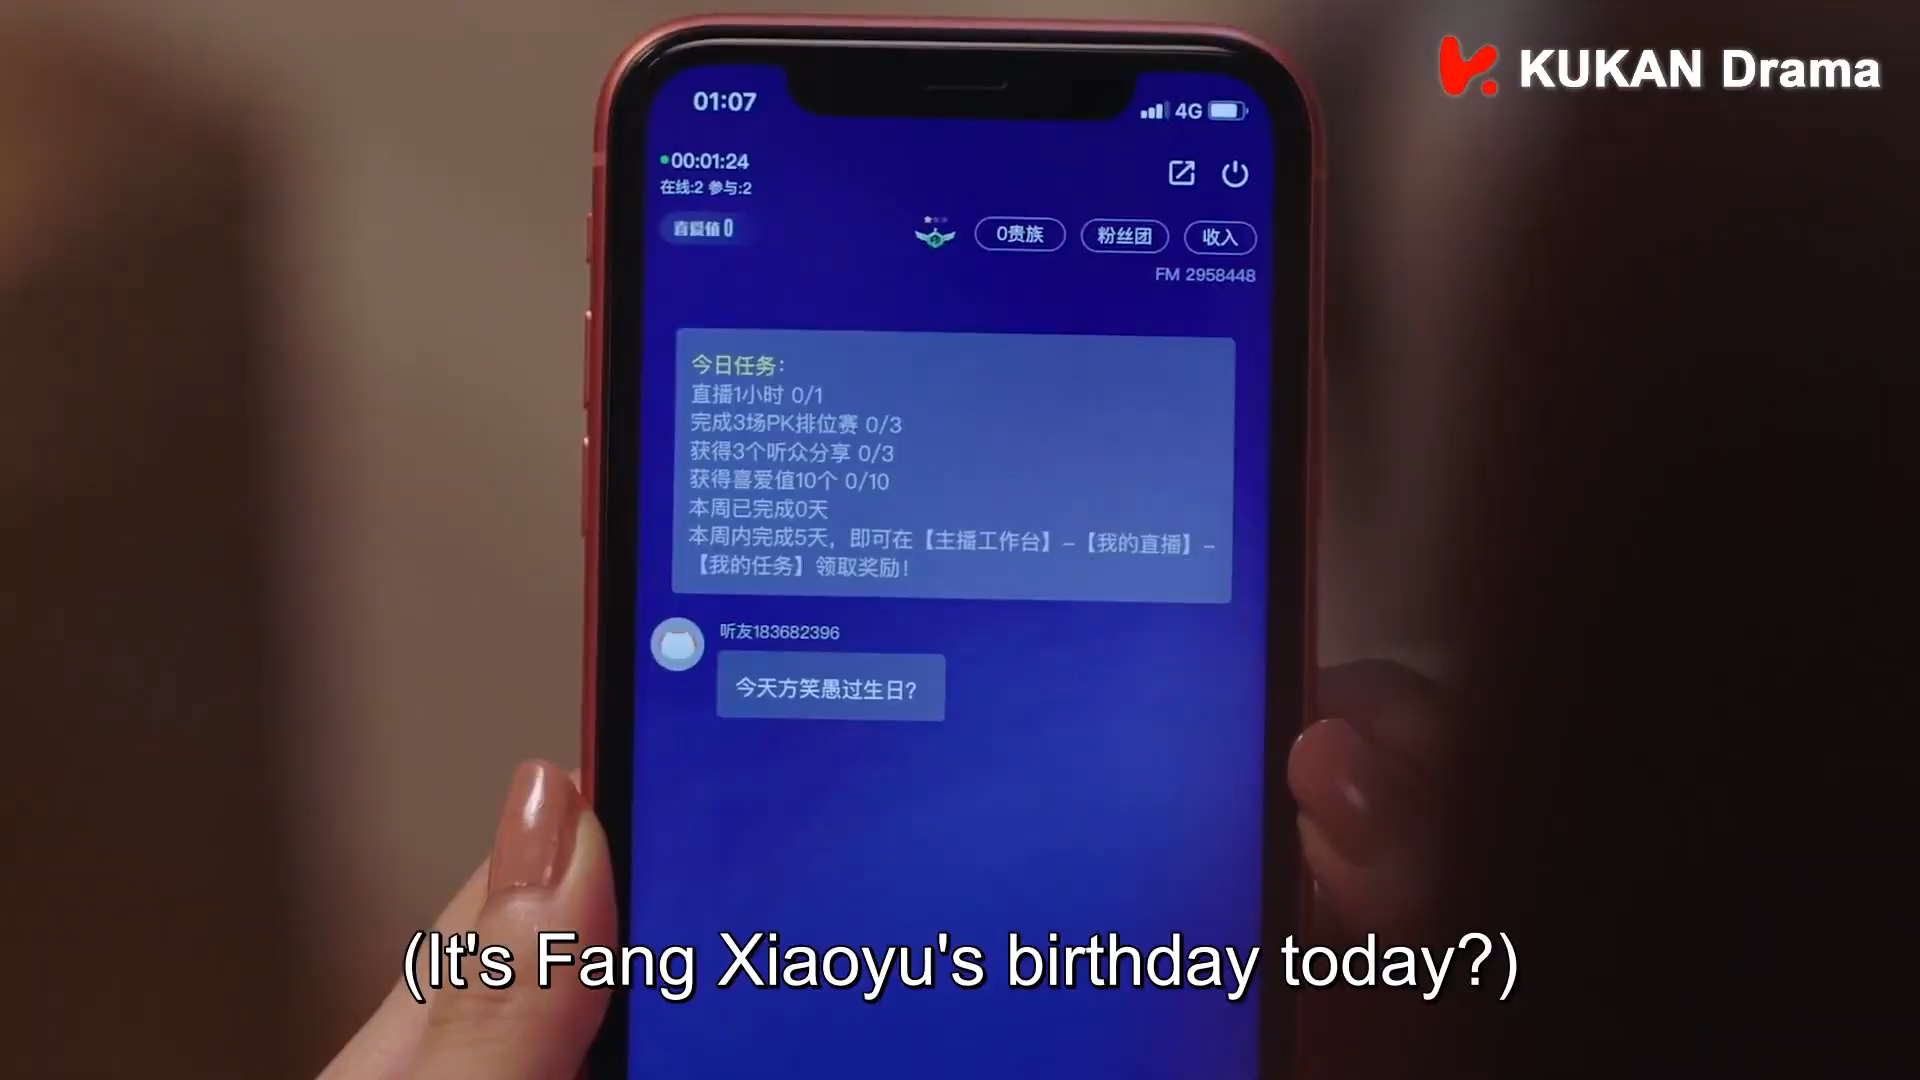 KUKAN Drama
01:07
4G
00:01:24
在线:2 参与:2
喜爱值0
0贵族
粉丝团
收入
FM 2958448
今日任务:
直播1小时 0/1
完成3场PK排位赛 0/3
获得3个听众分享 0/3
获得喜爱值10个 0/10
本周已完成0天
本周内完成5天，即可在【主播工作台】–【我的直播】–
【我的任务】领取奖励！
听友183682396
今天方笑愚过生日?
(It's Fang Xiaoyu's birthday today?)